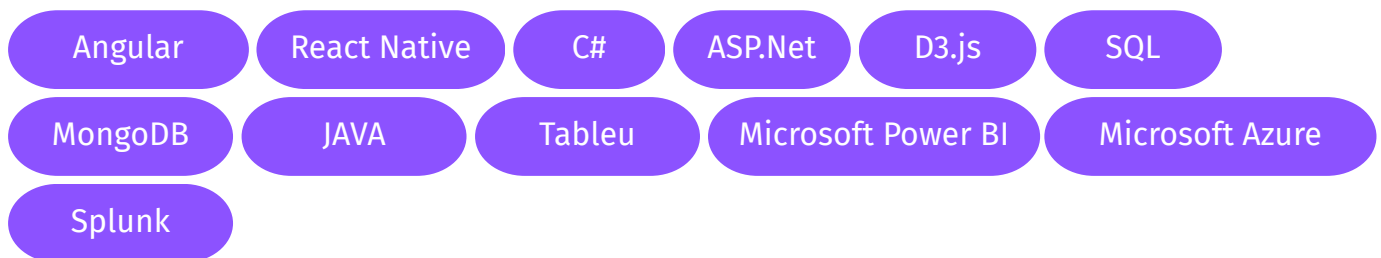 Angular React Native C# ASP.Net D3.js SQL
MongoDB JAVA Tableu Microsoft Power BI Microsoft Azure
Splunk